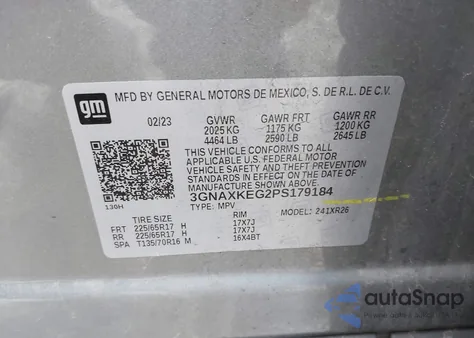 gm
MFD BY GENERAL MOTORS DE MEXICO, S. DE R.L. DE C.V.
02/23 GVWR GAWR FRT GAWR RR
2025 KG 1175 KG 1200 KG
4464 LB 2590 LB 2645 LB
THIS VEHICLE CONFORMS TO ALL
APPLICABLE U.S. FEDERAL MOTOR
VEHICLE SAFETY AND THEFT PREVENTION
STANDARDS IN EFFECT ON THE DATE OF
MANUFACTURE SHOWN ABOVE.
3GNAXKEG2PS179184
130H TYPE: MPV MODEL: 241XR26
TIRE SIZE RIM
FRT 225/65R17 H 17X7J
RR 225/65R17 H 17X7J
SPA T135/70R16 M 16X4BT
autoSnap